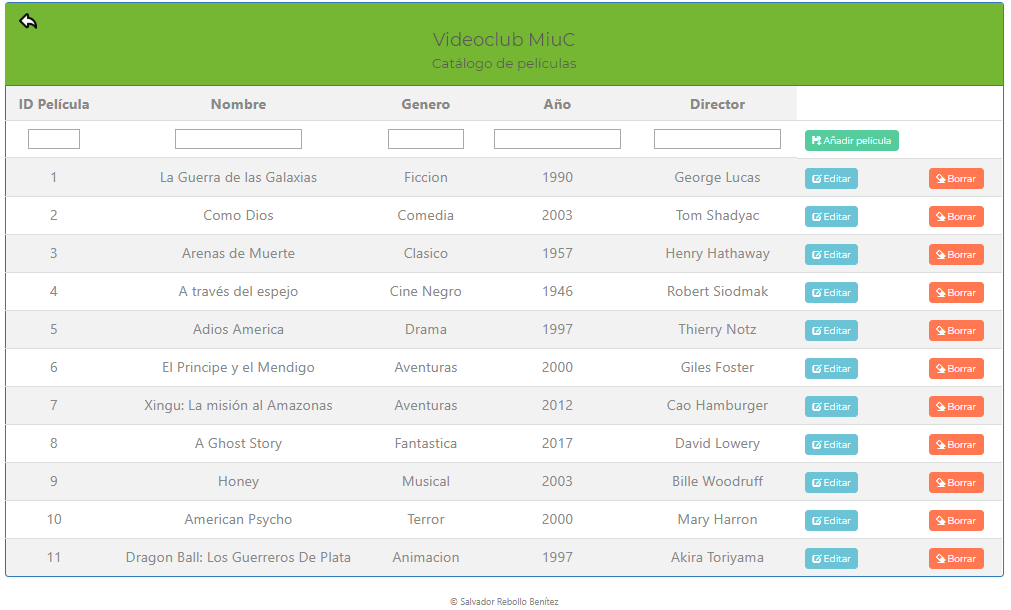 Videoclub MiuC
Catálogo de películas
ID Película Nombre Genero Año Director
Añadir película
1 La Guerra de las Galaxias Ficcion 1990 George Lucas Editar Borrar
2 Como Dios Comedia 2003 Tom Shadyac Editar Borrar
3 Arenas de Muerte Clasico 1957 Henry Hathaway Editar Borrar
4 A través del espejo Cine Negro 1946 Robert Siodmak Editar Borrar
5 Adios America Drama 1997 Thierry Notz Editar Borrar
6 El Principe y el Mendigo Aventuras 2000 Giles Foster Editar Borrar
7 Xingu: La misión al Amazonas Aventuras 2012 Cao Hamburger Editar Borrar
8 A Ghost Story Fantastica 2017 David Lowery Editar Borrar
9 Honey Musical 2003 Bille Woodruff Editar Borrar
10 American Psycho Terror 2000 Mary Harron Editar Borrar
11 Dragon Ball: Los Guerreros De Plata Animacion 1997 Akira Toriyama Editar Borrar
© Salvador Rebollo Benítez